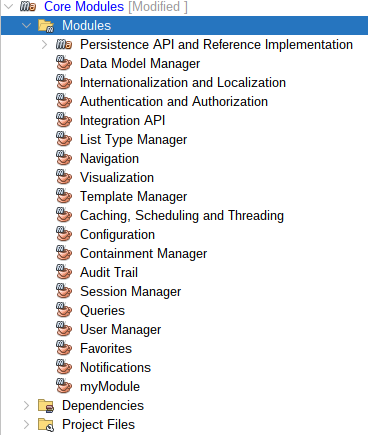 Core Modules [Modified ]
Modules
Persistence API and Reference Implementation
Data Model Manager
Internationalization and Localization
Authentication and Authorization
Integration API
List Type Manager
Navigation
Visualization
Template Manager
Caching, Scheduling and Threading
Configuration
Containment Manager
Audit Trail
Session Manager
Queries
User Manager
Favorites
Notifications
myModule
Dependencies
Project Files